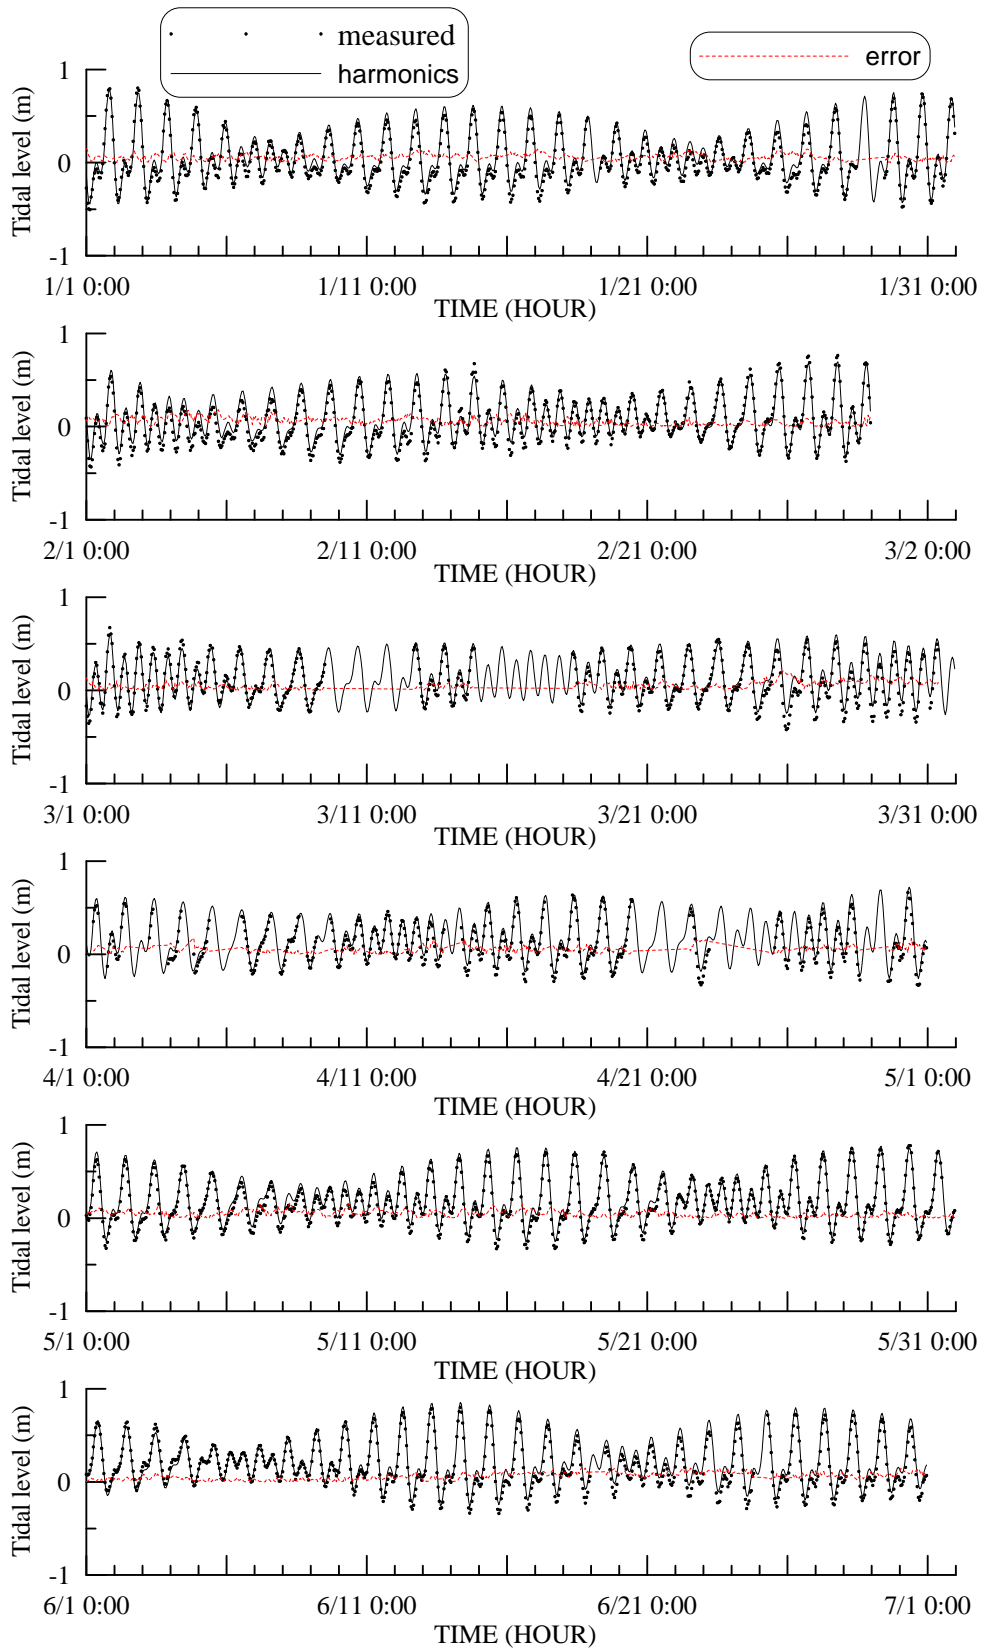 measured
harmonics
error
Tidal level (m)
1
0
-1
1/1 0:00 1/11 0:00 1/21 0:00 1/31 0:00
TIME (HOUR)
Tidal level (m)
1
0
-1
2/1 0:00 2/11 0:00 2/21 0:00 3/2 0:00
TIME (HOUR)
Tidal level (m)
1
0
-1
3/1 0:00 3/11 0:00 3/21 0:00 3/31 0:00
TIME (HOUR)
Tidal level (m)
1
0
-1
4/1 0:00 4/11 0:00 4/21 0:00 5/1 0:00
TIME (HOUR)
Tidal level (m)
1
0
-1
5/1 0:00 5/11 0:00 5/21 0:00 5/31 0:00
TIME (HOUR)
Tidal level (m)
1
0
-1
6/1 0:00 6/11 0:00 6/21 0:00 7/1 0:00
TIME (HOUR)